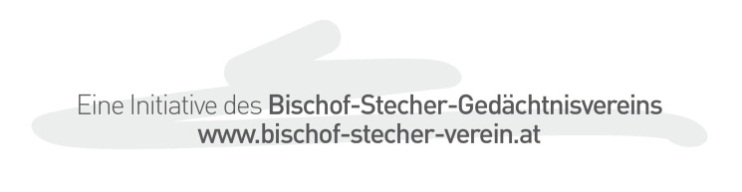 Eine Initiative des Bischof-Stecher-Gedächtnisvereins
www.bischof-stecher-verein.at